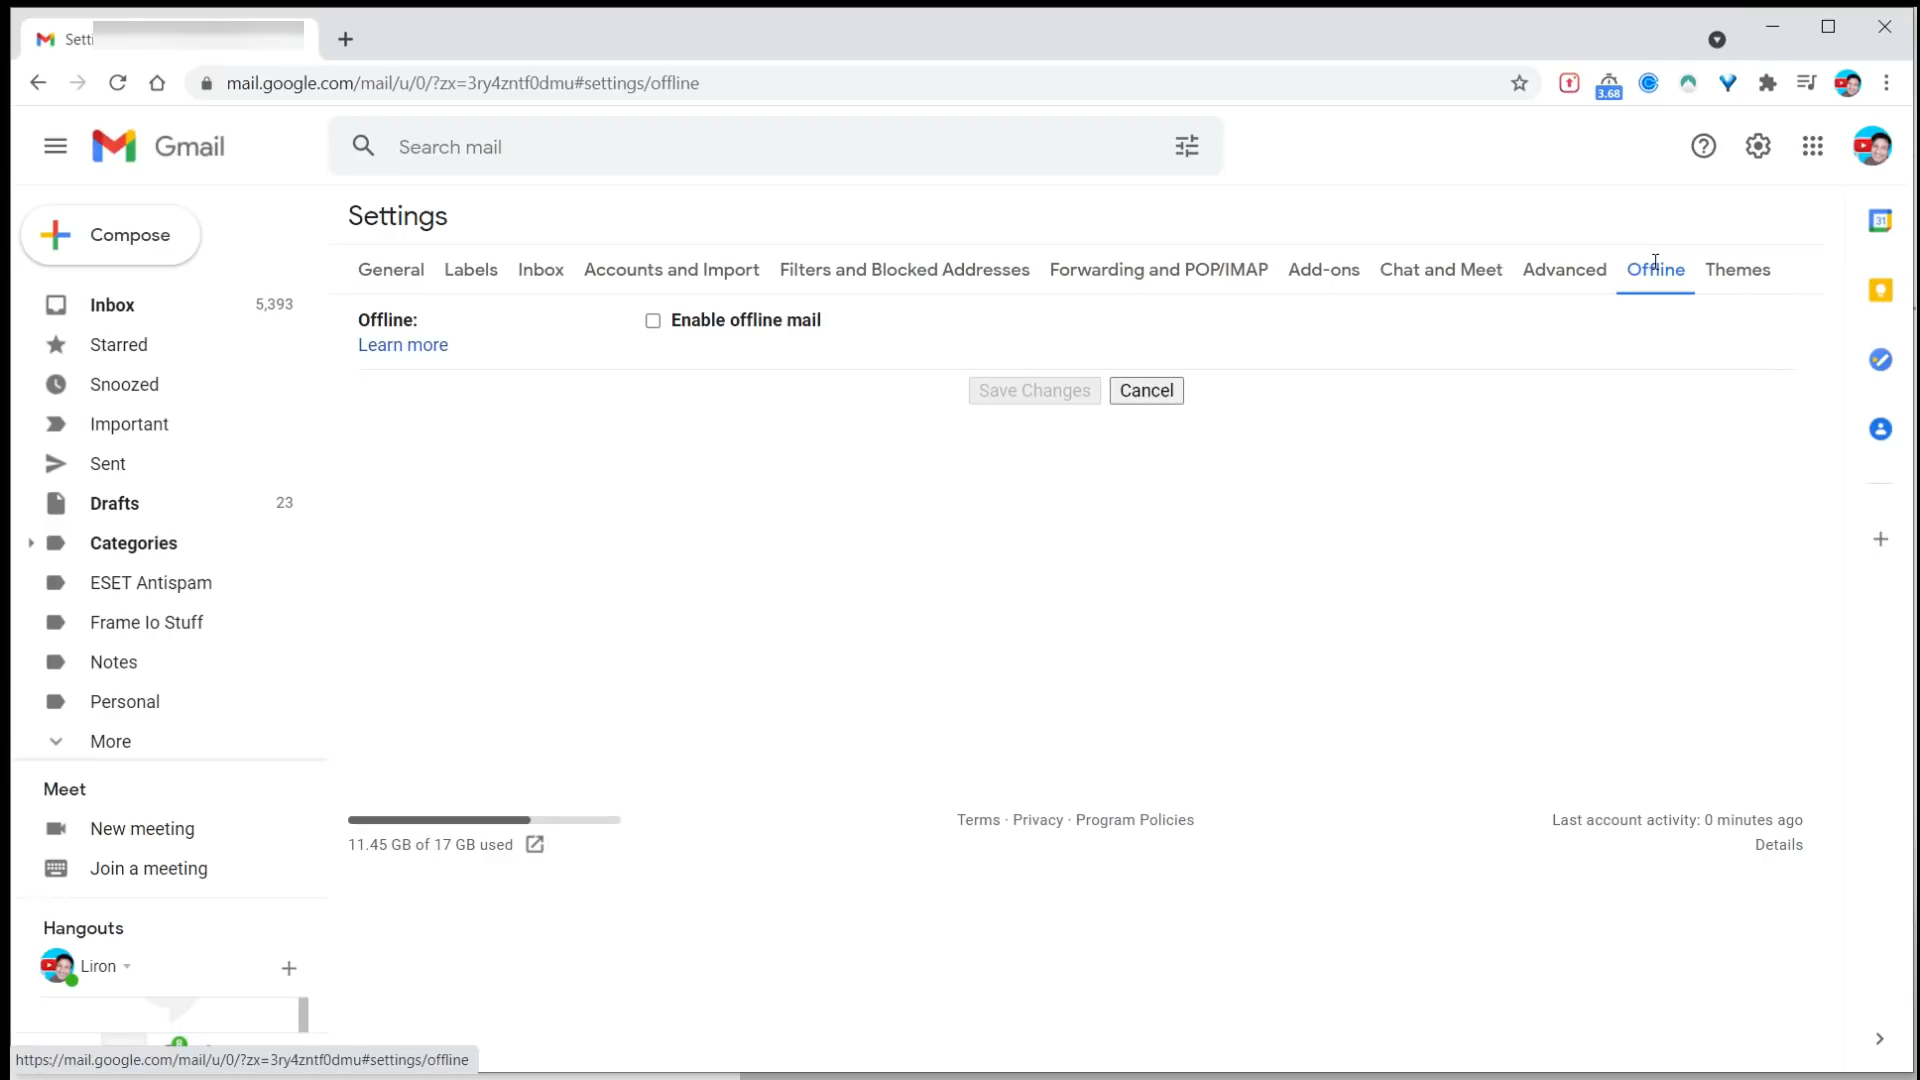 Setti
mail.google.com/mail/u/0/?zx=3ry4zntf0dmu#settings/offline
3.68
Gmail
Search mail
31
Compose
Settings
General Labels Inbox Accounts and Import Filters and Blocked Addresses Forwarding and POP/IMAP Add-ons Chat and Meet Advanced Offline Themes
Offline:
Enable offline mail
Learn more
Save Changes Cancel
Inbox 5,393
Starred
Snoozed
Important
Sent
Drafts 23
Categories
ESET Antispam
Frame Io Stuff
Notes
Personal
More
Meet
New meeting
Join a meeting
Hangouts
Liron
11.45 GB of 17 GB used
Terms · Privacy · Program Policies
Last account activity: 0 minutes ago
Details
https://mail.google.com/mail/u/0/?zx=3ry4zntf0dmu#settings/offline